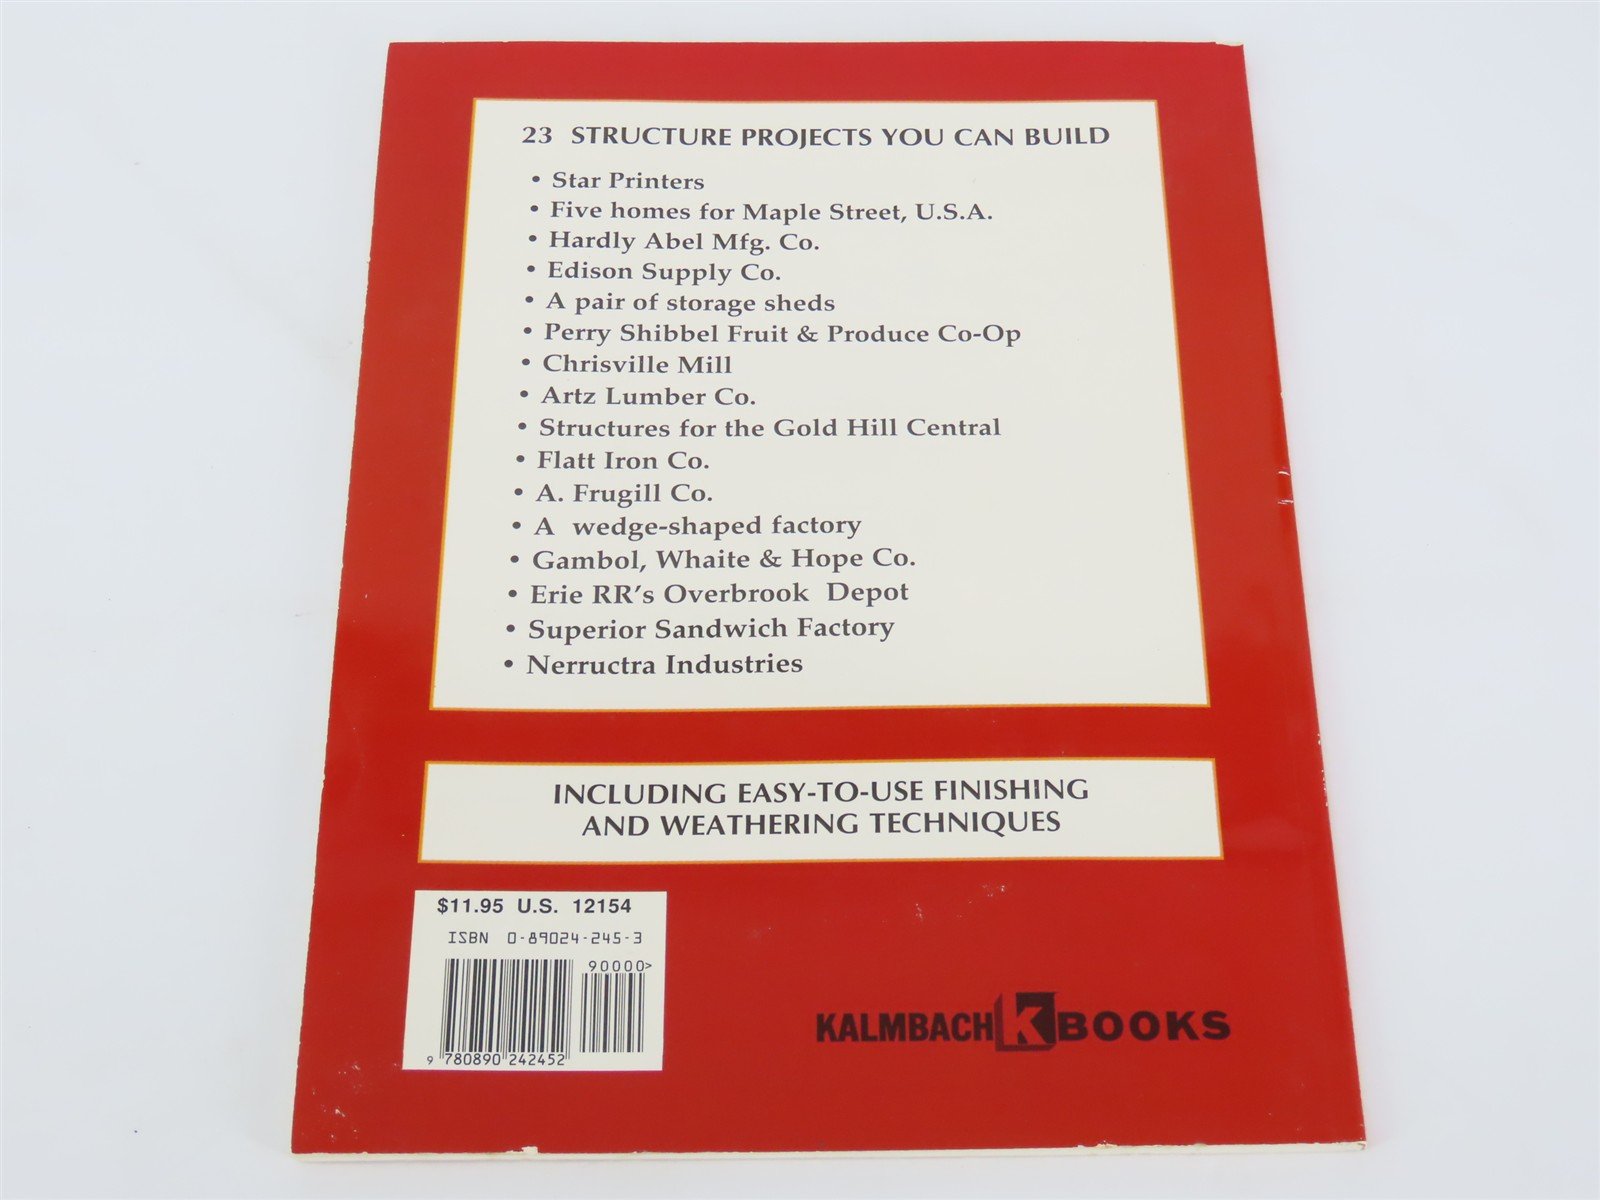 23 STRUCTURE PROJECTS YOU CAN BUILD
• Star Printers
• Five homes for Maple Street, U.S.A.
• Hardly Abel Mfg. Co.
• Edison Supply Co.
• A pair of storage sheds
• Perry Shibbel Fruit & Produce Co-Op
• Chrisville Mill
• Artz Lumber Co.
• Structures for the Gold Hill Central
• Flatt Iron Co.
• A. Frugill Co.
• A wedge-shaped factory
• Gambol, Whaite & Hope Co.
• Erie RR's Overbrook Depot
• Superior Sandwich Factory
• Nerructra Industries
INCLUDING EASY-TO-USE FINISHING
AND WEATHERING TECHNIQUES
$11.95 U.S. 12154
ISBN 0-89024-245-3
90000>
9 780890 242452
KALMBACH K BOOKS